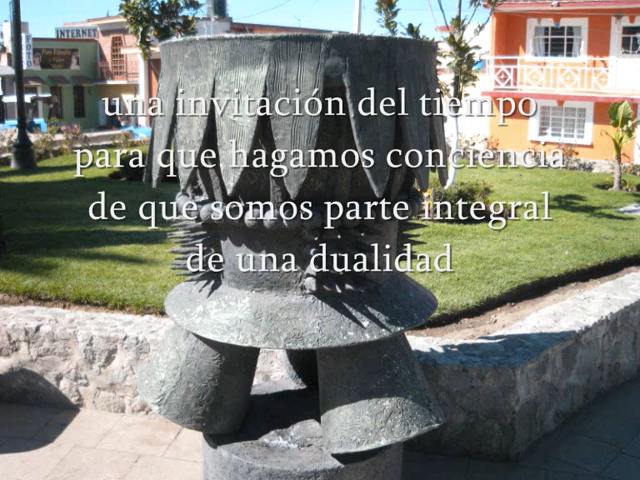 INTERNET
una invitación del tiempo
para que hagamos conciencia
de que somos parte integral
de una dualidad